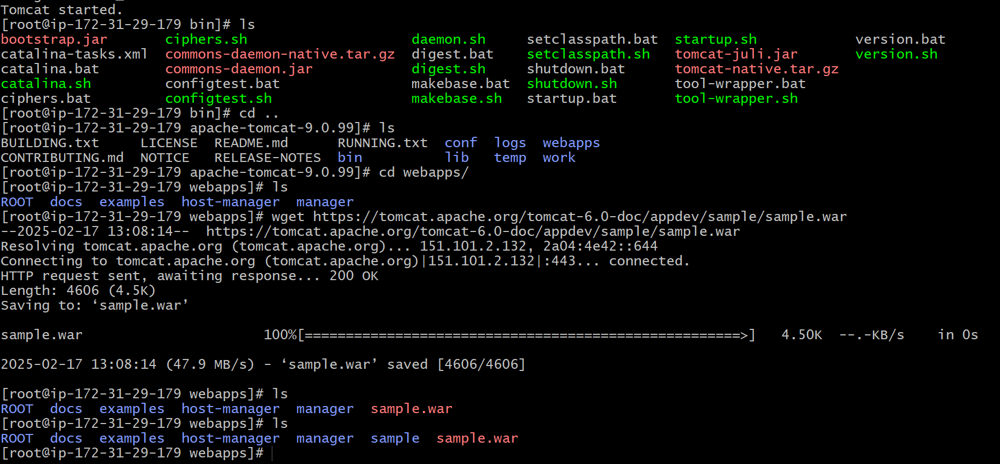 Tomcat started.
[root@ip-172-31-29-179 bin]# ls
bootstrap.jar       ciphers.sh                    daemon.sh     setclasspath.bat  startup.sh            version.bat
catalina-tasks.xml  commons-daemon-native.tar.gz  digest.bat    setclasspath.sh   tomcat-juli.jar       version.sh
catalina.bat        commons-daemon.jar            digest.sh     shutdown.bat      tomcat-native.tar.gz
catalina.sh         configtest.bat                makebase.bat  shutdown.sh       tool-wrapper.bat
ciphers.bat         configtest.sh                 makebase.sh   startup.bat       tool-wrapper.sh
[root@ip-172-31-29-179 bin]# cd ..
[root@ip-172-31-29-179 apache-tomcat-9.0.99]# ls
BUILDING.txt     LICENSE  README.md      RUNNING.txt  conf  logs  webapps
CONTRIBUTING.md  NOTICE   RELEASE-NOTES  bin          lib   temp  work
[root@ip-172-31-29-179 apache-tomcat-9.0.99]# cd webapps/
[root@ip-172-31-29-179 webapps]# ls
ROOT  docs  examples  host-manager  manager
[root@ip-172-31-29-179 webapps]# wget https://tomcat.apache.org/tomcat-6.0-doc/appdev/sample/sample.war
--2025-02-17 13:08:14--  https://tomcat.apache.org/tomcat-6.0-doc/appdev/sample/sample.war
Resolving tomcat.apache.org (tomcat.apache.org)... 151.101.2.132, 2a04:4e42::644
Connecting to tomcat.apache.org (tomcat.apache.org)|151.101.2.132|:443... connected.
HTTP request sent, awaiting response... 200 OK
Length: 4606 (4.5K)
Saving to: ‘sample.war’
sample.war                      100%[=====================================================>]   4.50K  --.-KB/s    in 0s
2025-02-17 13:08:14 (47.9 MB/s) - ‘sample.war’ saved [4606/4606]
[root@ip-172-31-29-179 webapps]# ls
ROOT  docs  examples  host-manager  manager  sample.war
[root@ip-172-31-29-179 webapps]# ls
ROOT  docs  examples  host-manager  manager  sample  sample.war
[root@ip-172-31-29-179 webapps]#